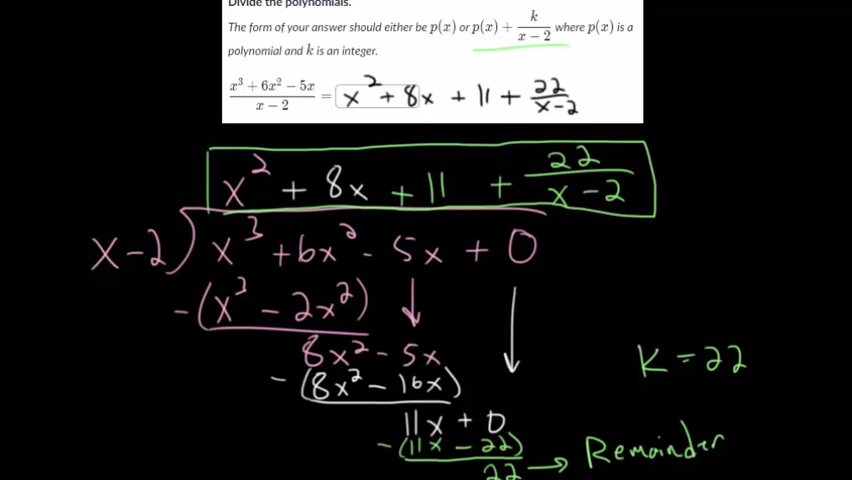 Divide the polynomials.
The form of your answer should either be p(x) or p(x) + k/(x − 2) where p(x) is a
polynomial and k is an integer.
(x³ + 6x² − 5x)/(x − 2) = x² + 8x + 11 + 22/(x-2)
x² + 8x + 11 + 22/(x-2)
x-2) x³ + 6x² - 5x + 0
-(x³ - 2x²)
8x² - 5x
K = 22
-(8x² - 16x)
11x + 0
-(11x - 22) → Remainder
22